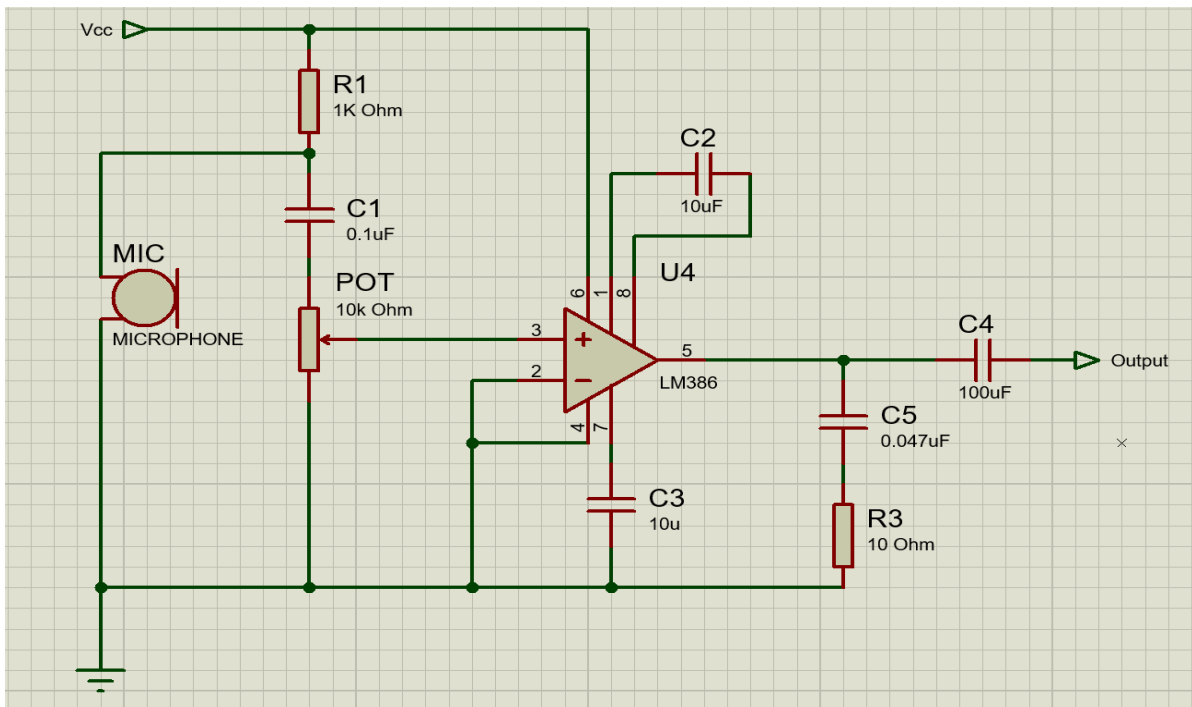 Vcc
R1
1K Ohm
C2
10uF
C1
0.1uF
MIC
MICROPHONE
POT
10k Ohm
U4
6
1
8
3
2
5
4
7
LM386
C4
100uF
Output
C5
0.047uF
C3
10u
R3
10 Ohm